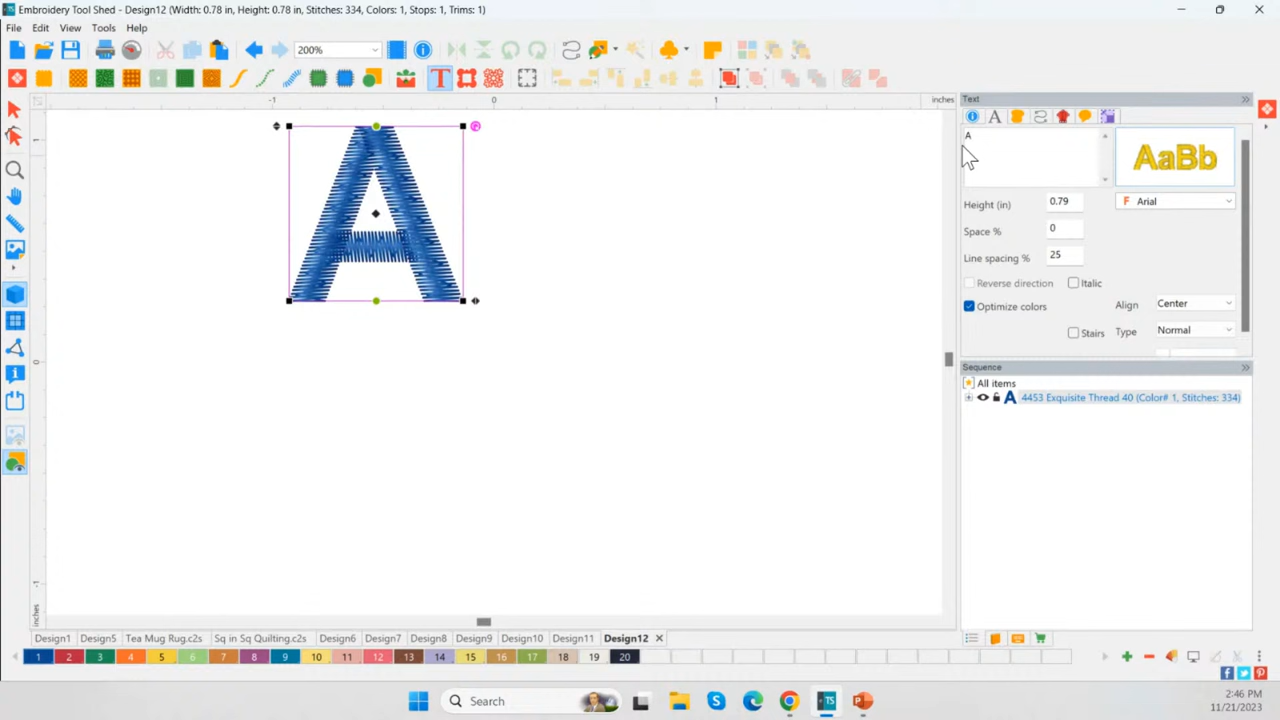 Embroidery Tool Shed - Design12 (Width: 0.78 in, Height: 0.78 in, Stitches: 334, Colors: 1, Stops: 1, Trims: 1)
File Edit View Tools Help
200%
T
-1 0 1 inches
1
0
-1
inches
A
Text
A
A
AaBb
Height (in) 0.79
F Arial
Space % 0
Line spacing % 25
Reverse direction Italic
Optimize colors Align Center
Stairs Type Normal
Sequence
All items
A 4453 Exquisite Thread 40 (Color# 1, Stitches: 334)
Design1 Design5 Tea Mug Rug.c2s Sq in Sq Quilting.c2s Design6 Design7 Design8 Design9 Design10 Design11 Design12
1 2 3 4 5 6 7 8 9 10 11 12 13 14 15 16 17 18 19 20
Search
TS
2:46 PM
11/21/2023